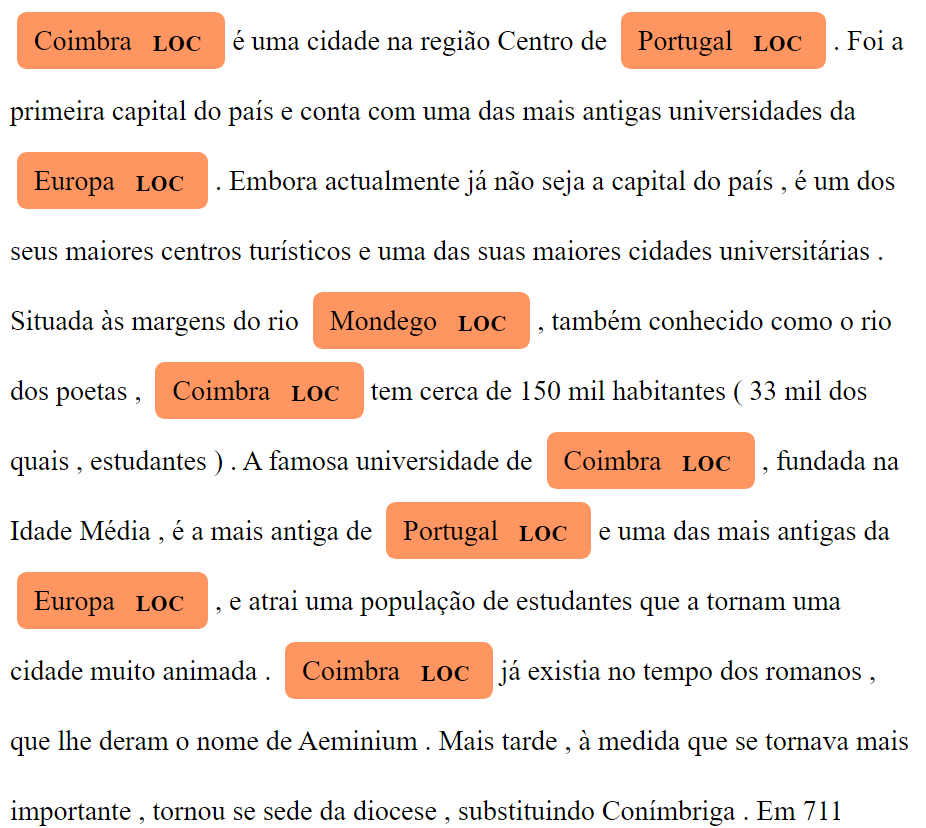 Coimbra LOC é uma cidade na região Centro de Portugal LOC . Foi a
primeira capital do país e conta com uma das mais antigas universidades da
Europa LOC . Embora actualmente já não seja a capital do país , é um dos
seus maiores centros turísticos e uma das suas maiores cidades universitárias .
Situada às margens do rio Mondego LOC , também conhecido como o rio
dos poetas , Coimbra LOC tem cerca de 150 mil habitantes ( 33 mil dos
quais , estudantes ) . A famosa universidade de Coimbra LOC , fundada na
Idade Média , é a mais antiga de Portugal LOC e uma das mais antigas da
Europa LOC , e atrai uma população de estudantes que a tornam uma
cidade muito animada . Coimbra LOC já existia no tempo dos romanos ,
que lhe deram o nome de Aeminium . Mais tarde , à medida que se tornava mais
importante , tornou se sede da diocese , substituindo Conímbriga . Em 711